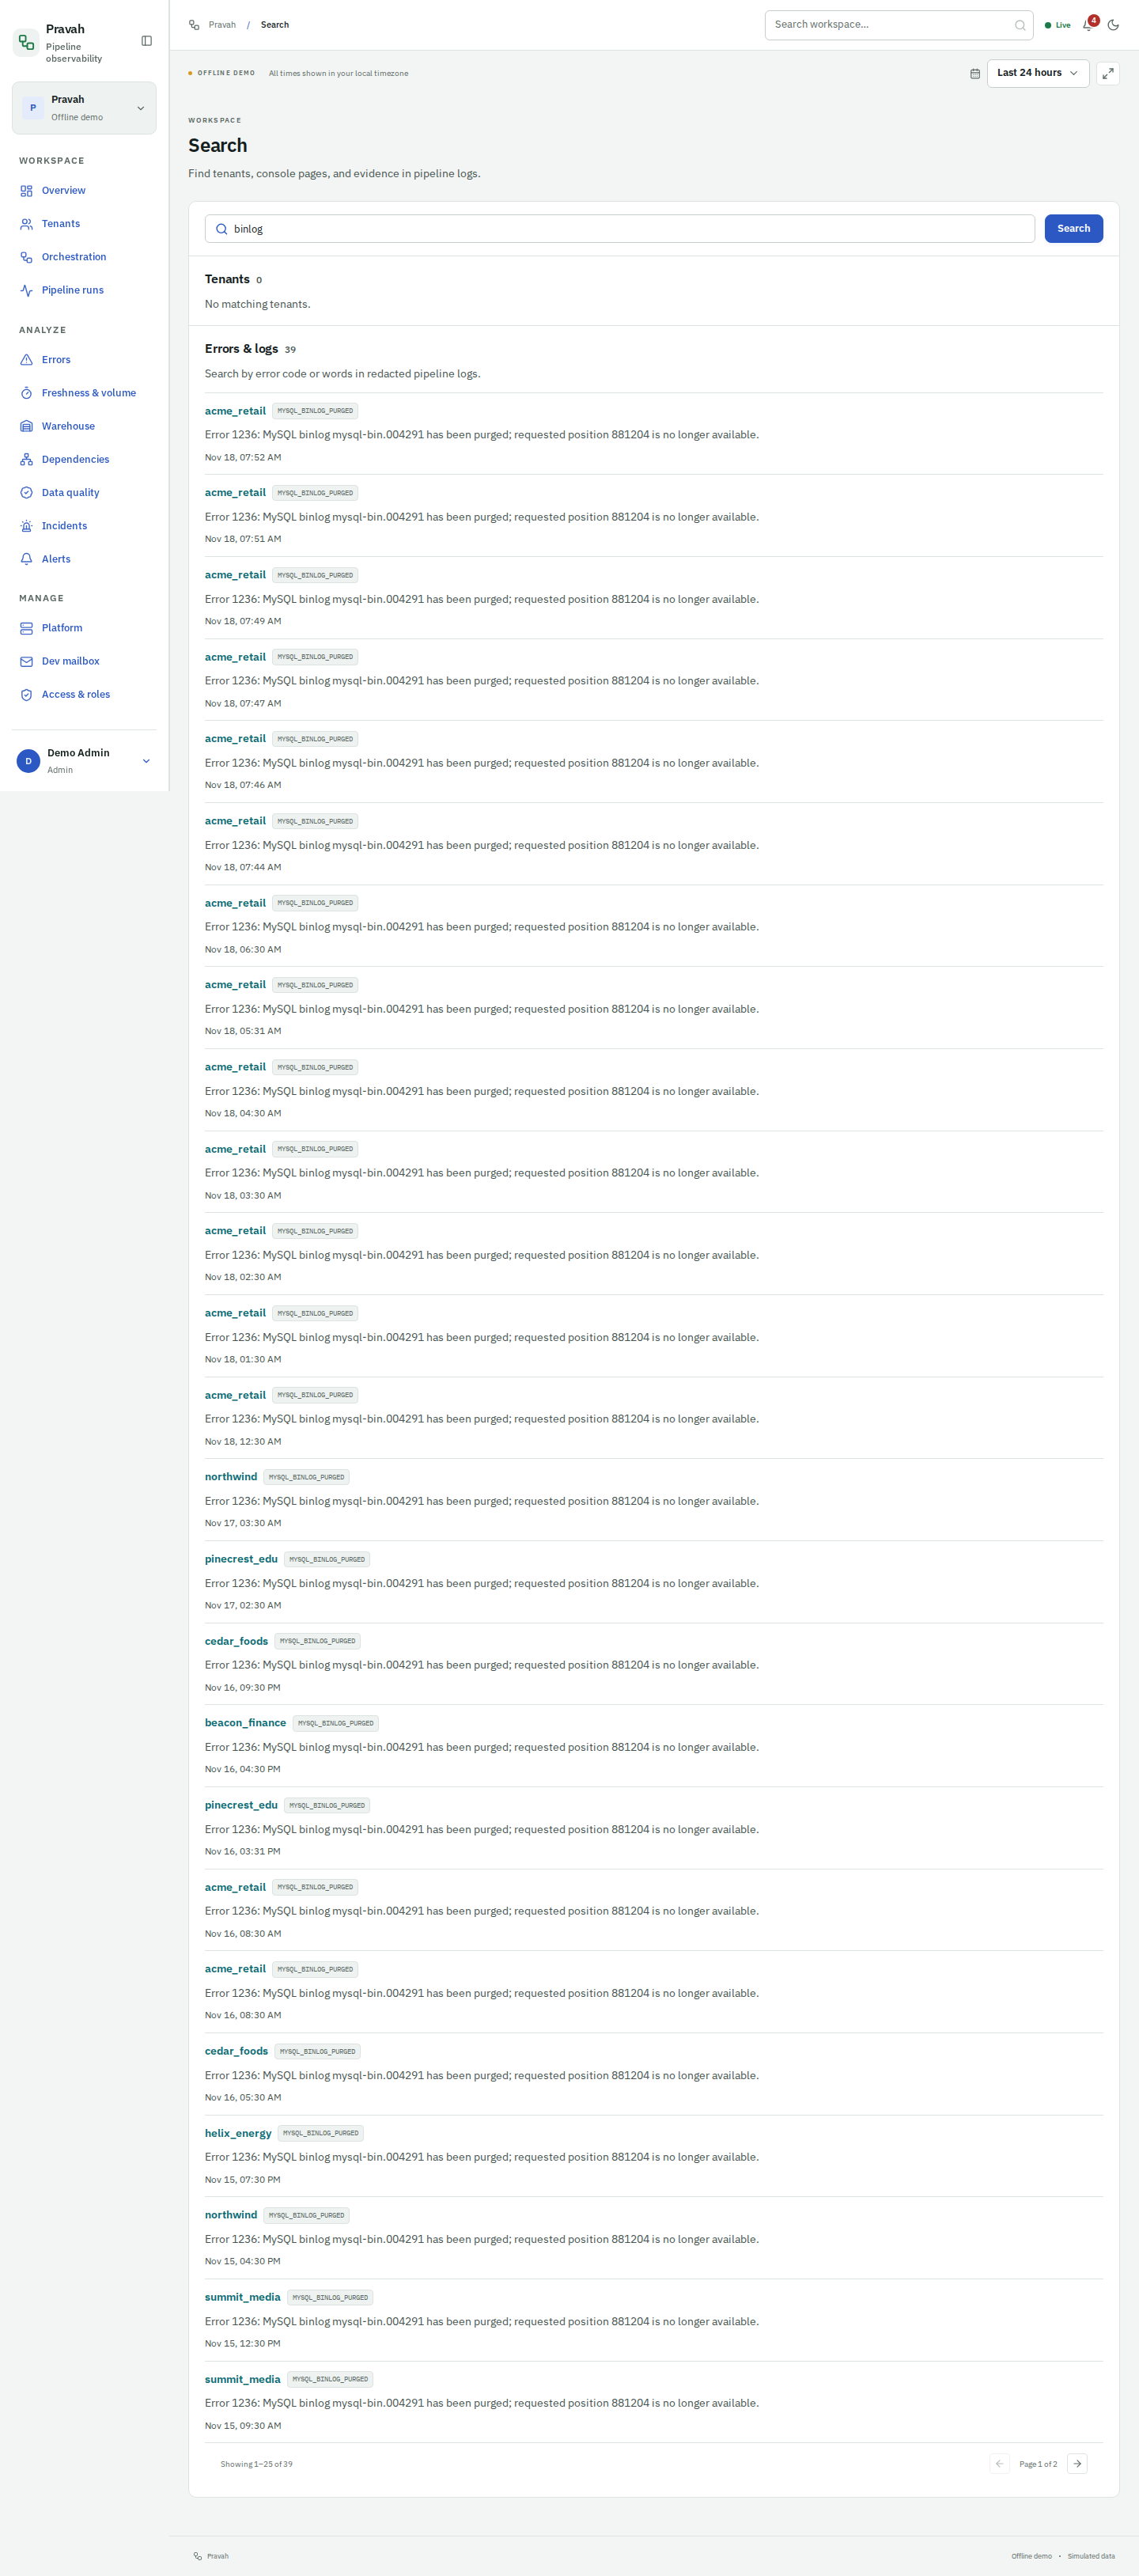 Pravah
Pipeline
observability
P
Pravah
Offline demo
WORKSPACE
Overview
Tenants
Orchestration
Pipeline runs
ANALYZE
Errors
Freshness & volume
Warehouse
Dependencies
Data quality
Incidents
Alerts
MANAGE
Platform
Dev mailbox
Access & roles
D
Demo Admin
Admin
Pravah / Search
Search workspace...
Live
4
OFFLINE DEMO All times shown in your local timezone
Last 24 hours
WORKSPACE
Search
Find tenants, console pages, and evidence in pipeline logs.
binlog
Search
Tenants 0
No matching tenants.
Errors & logs 39
Search by error code or words in redacted pipeline logs.
acme_retail MYSQL_BINLOG_PURGED
Error 1236: MySQL binlog mysql-bin.004291 has been purged; requested position 881204 is no longer available.
Nov 18, 07:52 AM
acme_retail MYSQL_BINLOG_PURGED
Error 1236: MySQL binlog mysql-bin.004291 has been purged; requested position 881204 is no longer available.
Nov 18, 07:51 AM
acme_retail MYSQL_BINLOG_PURGED
Error 1236: MySQL binlog mysql-bin.004291 has been purged; requested position 881204 is no longer available.
Nov 18, 07:49 AM
acme_retail MYSQL_BINLOG_PURGED
Error 1236: MySQL binlog mysql-bin.004291 has been purged; requested position 881204 is no longer available.
Nov 18, 07:47 AM
acme_retail MYSQL_BINLOG_PURGED
Error 1236: MySQL binlog mysql-bin.004291 has been purged; requested position 881204 is no longer available.
Nov 18, 07:46 AM
acme_retail MYSQL_BINLOG_PURGED
Error 1236: MySQL binlog mysql-bin.004291 has been purged; requested position 881204 is no longer available.
Nov 18, 07:44 AM
acme_retail MYSQL_BINLOG_PURGED
Error 1236: MySQL binlog mysql-bin.004291 has been purged; requested position 881204 is no longer available.
Nov 18, 06:30 AM
acme_retail MYSQL_BINLOG_PURGED
Error 1236: MySQL binlog mysql-bin.004291 has been purged; requested position 881204 is no longer available.
Nov 18, 05:31 AM
acme_retail MYSQL_BINLOG_PURGED
Error 1236: MySQL binlog mysql-bin.004291 has been purged; requested position 881204 is no longer available.
Nov 18, 04:30 AM
acme_retail MYSQL_BINLOG_PURGED
Error 1236: MySQL binlog mysql-bin.004291 has been purged; requested position 881204 is no longer available.
Nov 18, 03:30 AM
acme_retail MYSQL_BINLOG_PURGED
Error 1236: MySQL binlog mysql-bin.004291 has been purged; requested position 881204 is no longer available.
Nov 18, 02:30 AM
acme_retail MYSQL_BINLOG_PURGED
Error 1236: MySQL binlog mysql-bin.004291 has been purged; requested position 881204 is no longer available.
Nov 18, 01:30 AM
acme_retail MYSQL_BINLOG_PURGED
Error 1236: MySQL binlog mysql-bin.004291 has been purged; requested position 881204 is no longer available.
Nov 18, 12:30 AM
northwind MYSQL_BINLOG_PURGED
Error 1236: MySQL binlog mysql-bin.004291 has been purged; requested position 881204 is no longer available.
Nov 17, 03:30 AM
pinecrest_edu MYSQL_BINLOG_PURGED
Error 1236: MySQL binlog mysql-bin.004291 has been purged; requested position 881204 is no longer available.
Nov 17, 02:30 AM
cedar_foods MYSQL_BINLOG_PURGED
Error 1236: MySQL binlog mysql-bin.004291 has been purged; requested position 881204 is no longer available.
Nov 16, 09:30 PM
beacon_finance MYSQL_BINLOG_PURGED
Error 1236: MySQL binlog mysql-bin.004291 has been purged; requested position 881204 is no longer available.
Nov 16, 04:30 PM
pinecrest_edu MYSQL_BINLOG_PURGED
Error 1236: MySQL binlog mysql-bin.004291 has been purged; requested position 881204 is no longer available.
Nov 16, 03:31 PM
acme_retail MYSQL_BINLOG_PURGED
Error 1236: MySQL binlog mysql-bin.004291 has been purged; requested position 881204 is no longer available.
Nov 16, 08:30 AM
acme_retail MYSQL_BINLOG_PURGED
Error 1236: MySQL binlog mysql-bin.004291 has been purged; requested position 881204 is no longer available.
Nov 16, 08:30 AM
cedar_foods MYSQL_BINLOG_PURGED
Error 1236: MySQL binlog mysql-bin.004291 has been purged; requested position 881204 is no longer available.
Nov 16, 05:30 AM
helix_energy MYSQL_BINLOG_PURGED
Error 1236: MySQL binlog mysql-bin.004291 has been purged; requested position 881204 is no longer available.
Nov 15, 07:30 PM
northwind MYSQL_BINLOG_PURGED
Error 1236: MySQL binlog mysql-bin.004291 has been purged; requested position 881204 is no longer available.
Nov 15, 04:30 PM
summit_media MYSQL_BINLOG_PURGED
Error 1236: MySQL binlog mysql-bin.004291 has been purged; requested position 881204 is no longer available.
Nov 15, 12:30 PM
summit_media MYSQL_BINLOG_PURGED
Error 1236: MySQL binlog mysql-bin.004291 has been purged; requested position 881204 is no longer available.
Nov 15, 09:30 AM
Showing 1–25 of 39
Page 1 of 2
Pravah
Offline demo • Simulated data